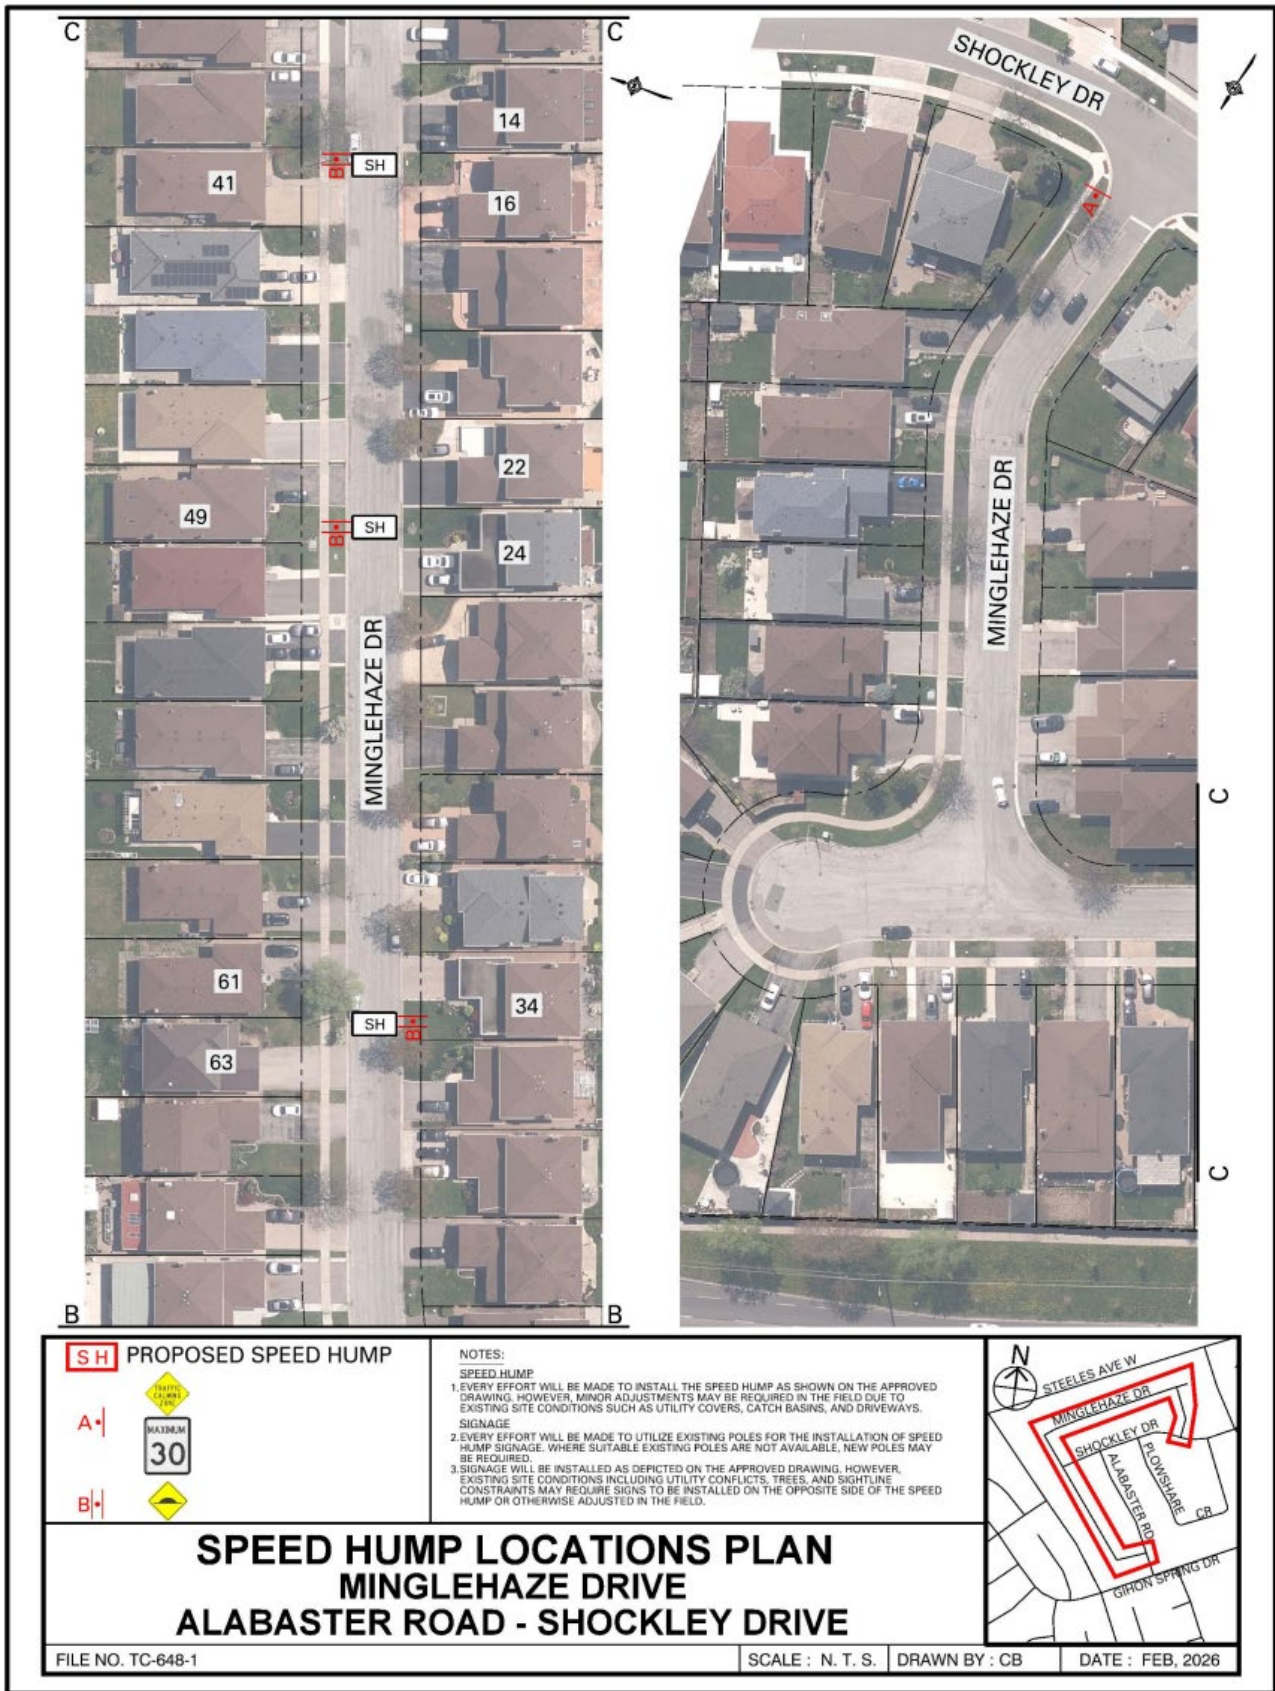 C
C
14
SH
B
41
16
22
SH
B
49
24
MINGLEHAZE DR
61
34
SH
B
63
B
B
SHOCKLEY DR
A
MINGLEHAZE DR
C
C
SH PROPOSED SPEED HUMP
TRAFFIC
CALMING
ZONE
A
MAXIMUM
30
B
NOTES:
SPEED HUMP
1. EVERY EFFORT WILL BE MADE TO INSTALL THE SPEED HUMP AS SHOWN ON THE APPROVED
DRAWING. HOWEVER, MINOR ADJUSTMENTS MAY BE REQUIRED IN THE FIELD DUE TO
EXISTING SITE CONDITIONS SUCH AS UTILITY COVERS, CATCH BASINS, AND DRIVEWAYS.
SIGNAGE
2. EVERY EFFORT WILL BE MADE TO UTILIZE EXISTING POLES FOR THE INSTALLATION OF SPEED
HUMP SIGNAGE. WHERE SUITABLE EXISTING POLES ARE NOT AVAILABLE, NEW POLES MAY
BE REQUIRED.
3. SIGNAGE WILL BE INSTALLED AS DEPICTED ON THE APPROVED DRAWING, HOWEVER,
EXISTING SITE CONDITIONS INCLUDING UTILITY CONFLICTS, TREES, AND SIGHTLINE
CONSTRAINTS MAY REQUIRE SIGNS TO BE INSTALLED ON THE OPPOSITE SIDE OF THE SPEED
HUMP OR OTHERWISE ADJUSTED IN THE FIELD.
N
STEELES AVE W
MINGLEHAZE DR
SHOCKLEY DR
ALABASTER RD
PLOWSHARE
CR
GIHON SPRING DR
SPEED HUMP LOCATIONS PLAN
MINGLEHAZE DRIVE
ALABASTER ROAD - SHOCKLEY DRIVE
FILE NO. TC-648-1
SCALE : N. T. S.
DRAWN BY : CB
DATE : FEB, 2026